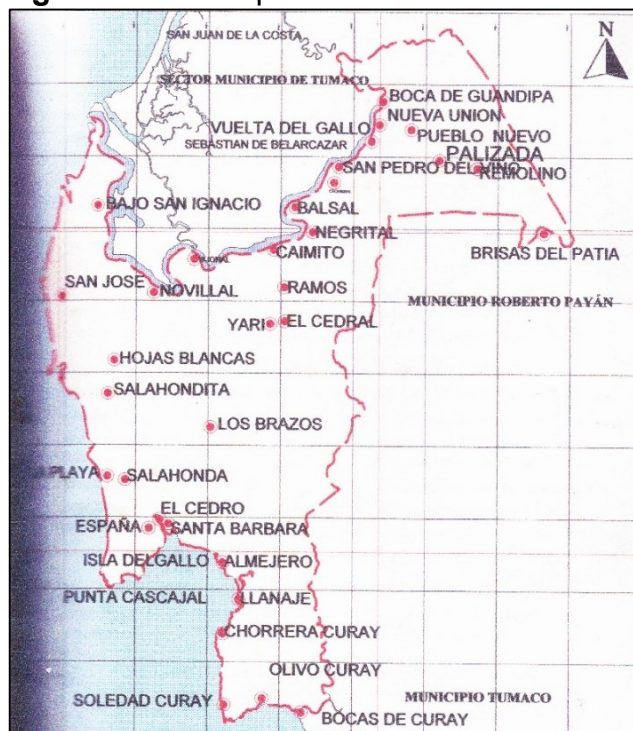 SAN JUAN DE LA COSTA
N
SECTOR MUNICIPIO DE TUMACO
BOCA DE GUANDIPA
NUEVA UNION
VUELTA DEL GALLO
PUEBLO NUEVO
SEBASTIAN DE BELARCAZAR
PALIZADA
SAN PEDRO DEL VINO
REMOLINO
BAJO SAN IGNACIO
BALSAL
NEGRITAL
CAIMITO
BRISAS DEL PATIA
SAN JOSE
NOVILLAL
RAMOS
MUNICIPIO ROBERTO PAYÁN
YARI
EL CEDRAL
HOJAS BLANCAS
SALAHONDITA
LOS BRAZOS
PLAYA
SALAHONDA
EL CEDRO
ESPAÑA
SANTA BARBARA
ISLA DELGALLO
ALMEJERO
PUNTA CASCAJAL
LLANAJE
CHORRERA CURAY
OLIVO CURAY
SOLEDAD CURAY
MUNICIPIO TUMACO
BOCAS DE CURAY